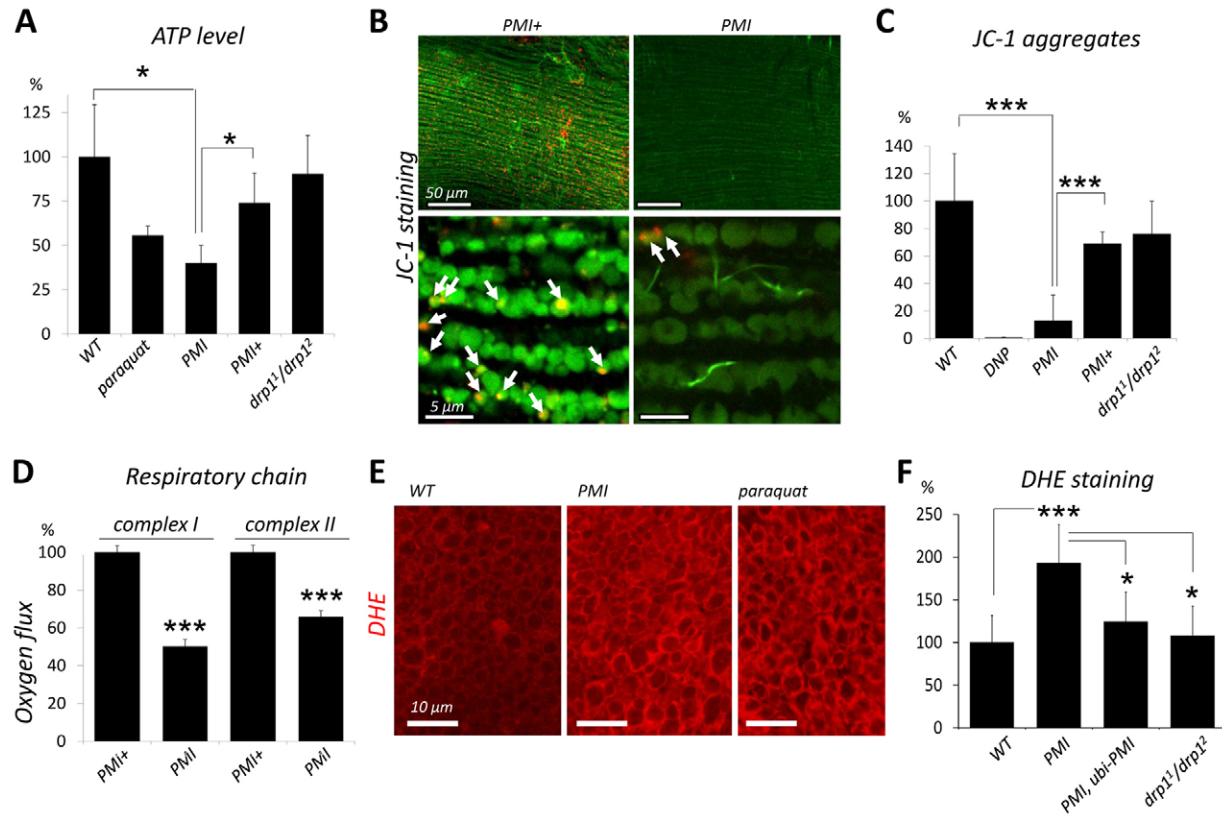 A
ATP level
%
125
100
75
50
25
0
*
*
WT
paraquat
PMI
PMI+
drp1¹/drp1²
B
PMI+
PMI
JC-1 staining
50 μm
5 μm
C
JC-1 aggregates
%
140
120
100
80
60
40
20
0
***
***
WT
DNP
PMI
PMI+
drp1¹/drp1²
D
Respiratory chain
complex I
complex II
%
100
80
60
40
20
0
Oxygen flux
***
***
PMi+
PMI
PMI+
PMI
E
WT
PMI
paraquat
DHE
10 μm
F
DHE staining
%
250
200
150
100
50
0
***
*
*
WT
PMI
PMI, ubi-PMI
drp1¹/drp1²